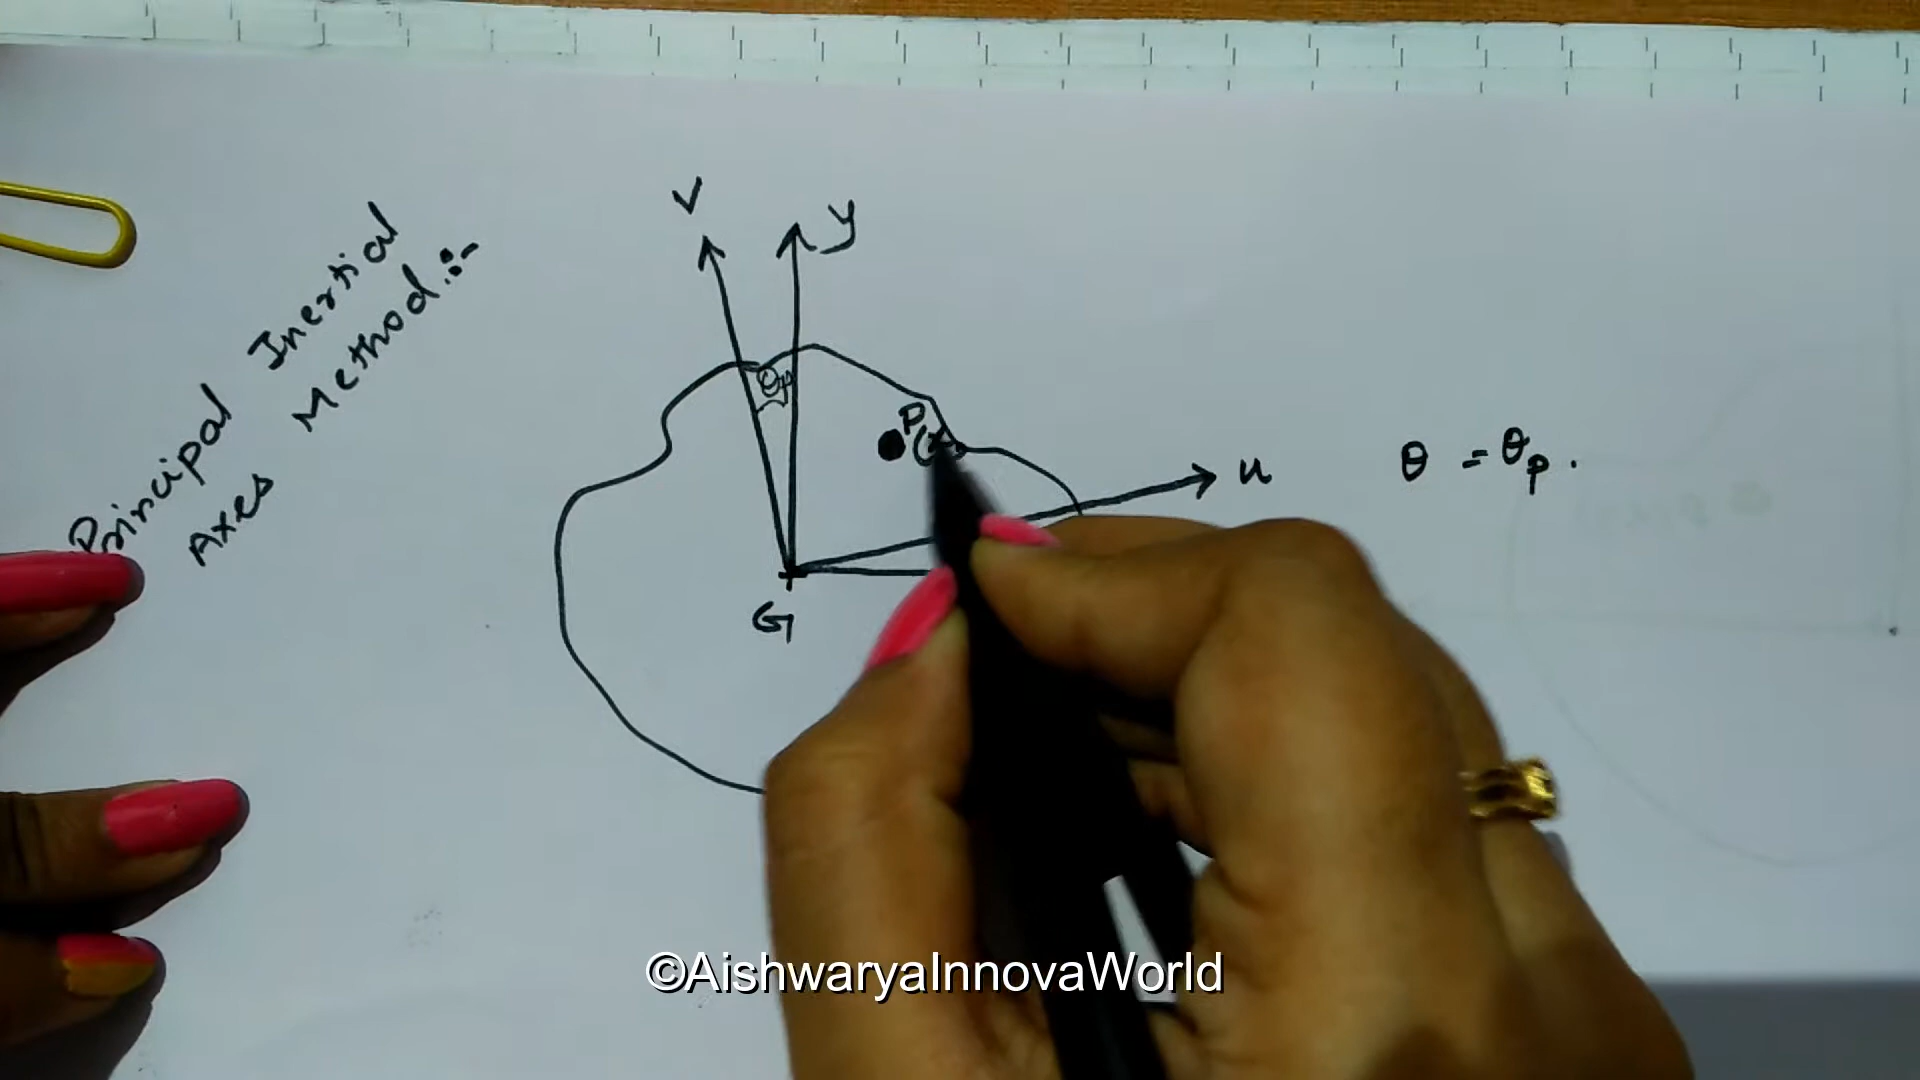 Principal Inertial
Axes Method :-
V
y
θp
P(x
u
θ = θp.
G
©AishwaryaInnovaWorld